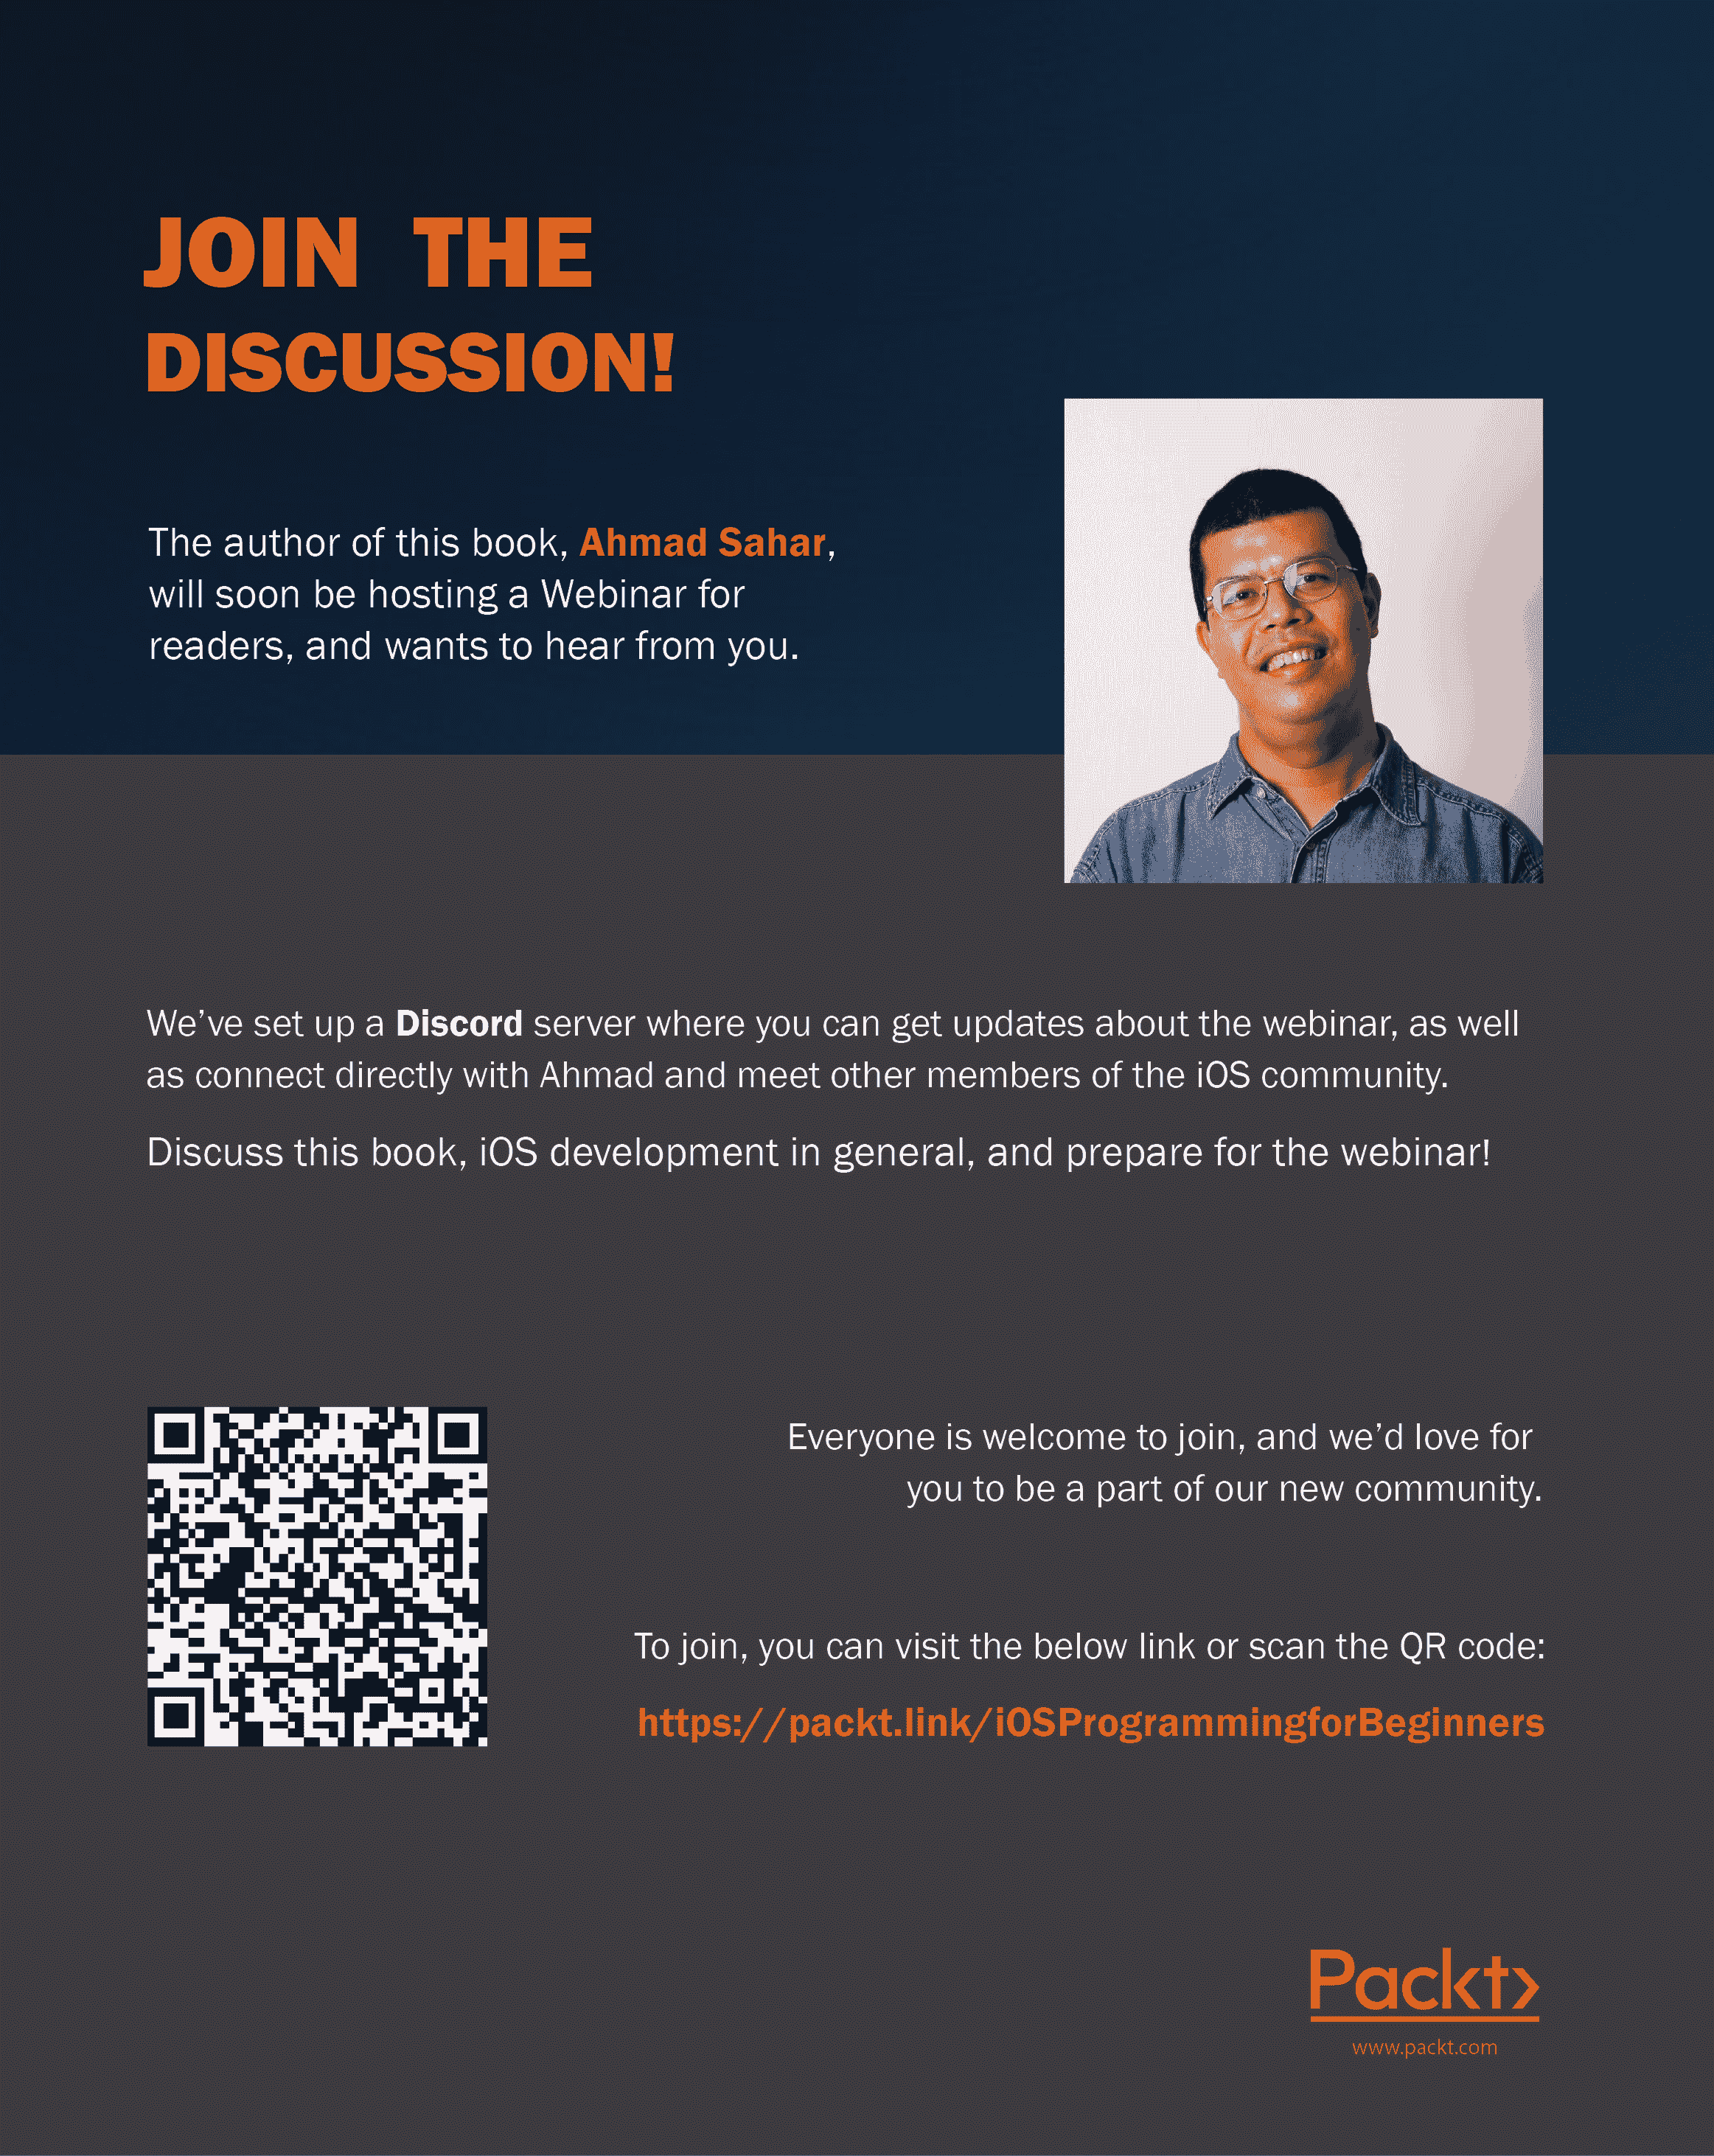 JOIN THE
DISCUSSION!
The author of this book, Ahmad Sahar,
will soon be hosting a Webinar for
readers, and wants to hear from you.
We’ve set up a Discord server where you can get updates about the webinar, as well
as connect directly with Ahmad and meet other members of the iOS community.
Discuss this book, iOS development in general, and prepare for the webinar!
Everyone is welcome to join, and we’d love for
you to be a part of our new community.
To join, you can visit the below link or scan the QR code:
https://packt.link/iOSProgrammingforBeginners
Packt>
www.packt.com